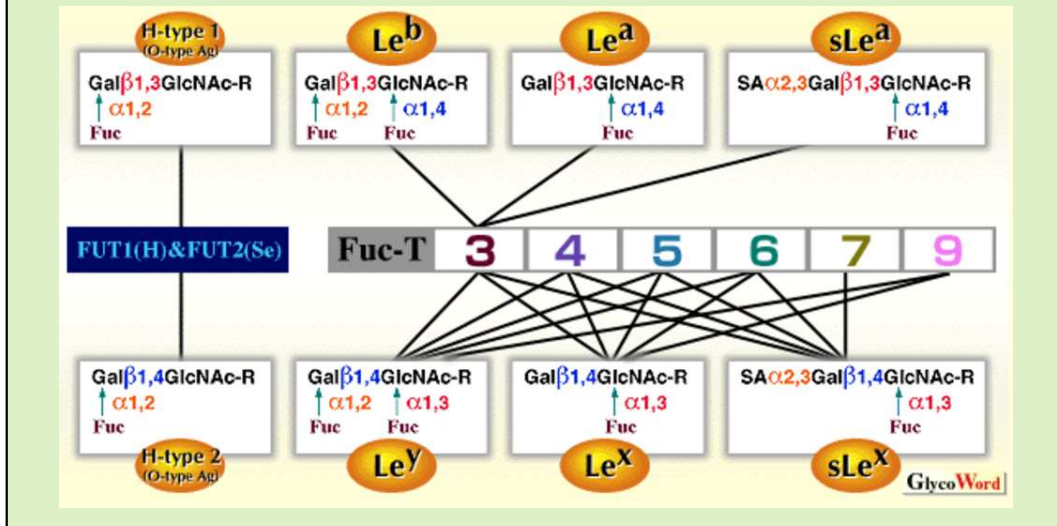 H-type 1
(O-type Ag)
Galβ1,3GlcNAc-R
α1,2
Fuc
Leb
Galβ1,3GlcNAc-R
α1,2 α1,4
Fuc Fuc
Lea
Galβ1,3GlcNAc-R
α1,4
Fuc
sLea
SAα2,3Galβ1,3GlcNAc-R
α1,4
Fuc
FUT1(H)&FUT2(Se)
Fuc-T 3 4 5 6 7 9
Galβ1,4GlcNAc-R
α1,2
Fuc
H-type 2
(O-type Ag)
Galβ1,4GlcNAc-R
α1,2 α1,3
Fuc Fuc
Ley
Galβ1,4GlcNAc-R
α1,3
Fuc
Lex
SAα2,3Galβ1,4GlcNAc-R
α1,3
Fuc
sLex
GlycoWord